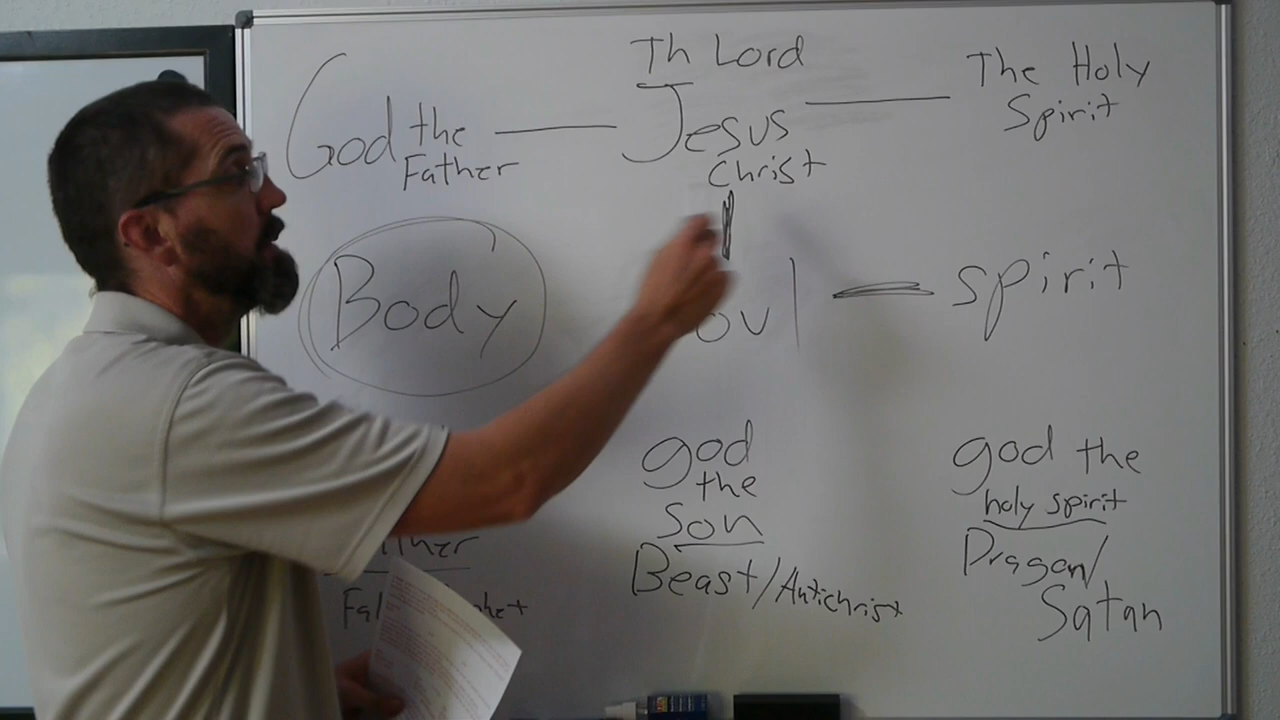 Th Lord
God the Father
Jesus
Christ
The Holy
Spirit
Body
spirit
god
the
son
Beast/Antichrist
god the
holy spirit
Dragon/
Satan